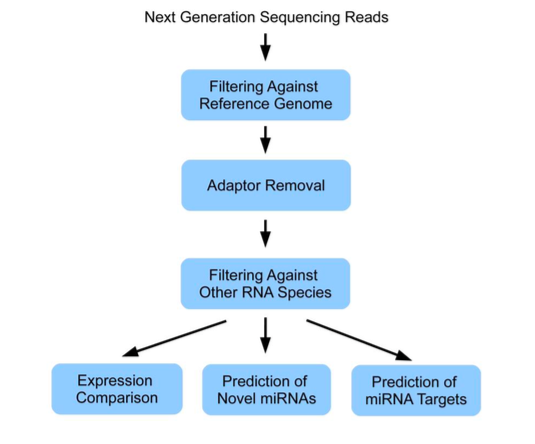 Next Generation Sequencing Reads
Filtering Against
Reference Genome
Adaptor Removal
Filtering Against
Other RNA Species
Expression
Comparison
Prediction of
Novel miRNAs
Prediction of
miRNA Targets